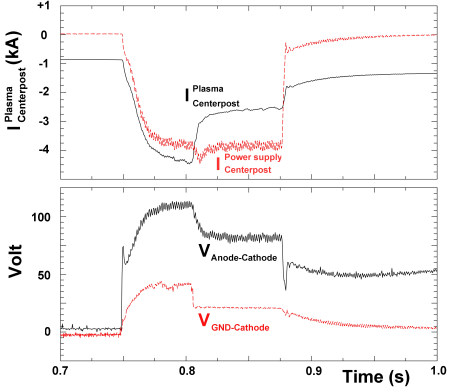 +1
0
-1
-2
-3
-4
I Plasma Centerpost (kA)
I Plasma Centerpost
I Power supply Centerpost
100
50
0
Volt
V Anode-Cathode
V GND-Cathode
0.7 0.8 0.9 1.0
Time (s)